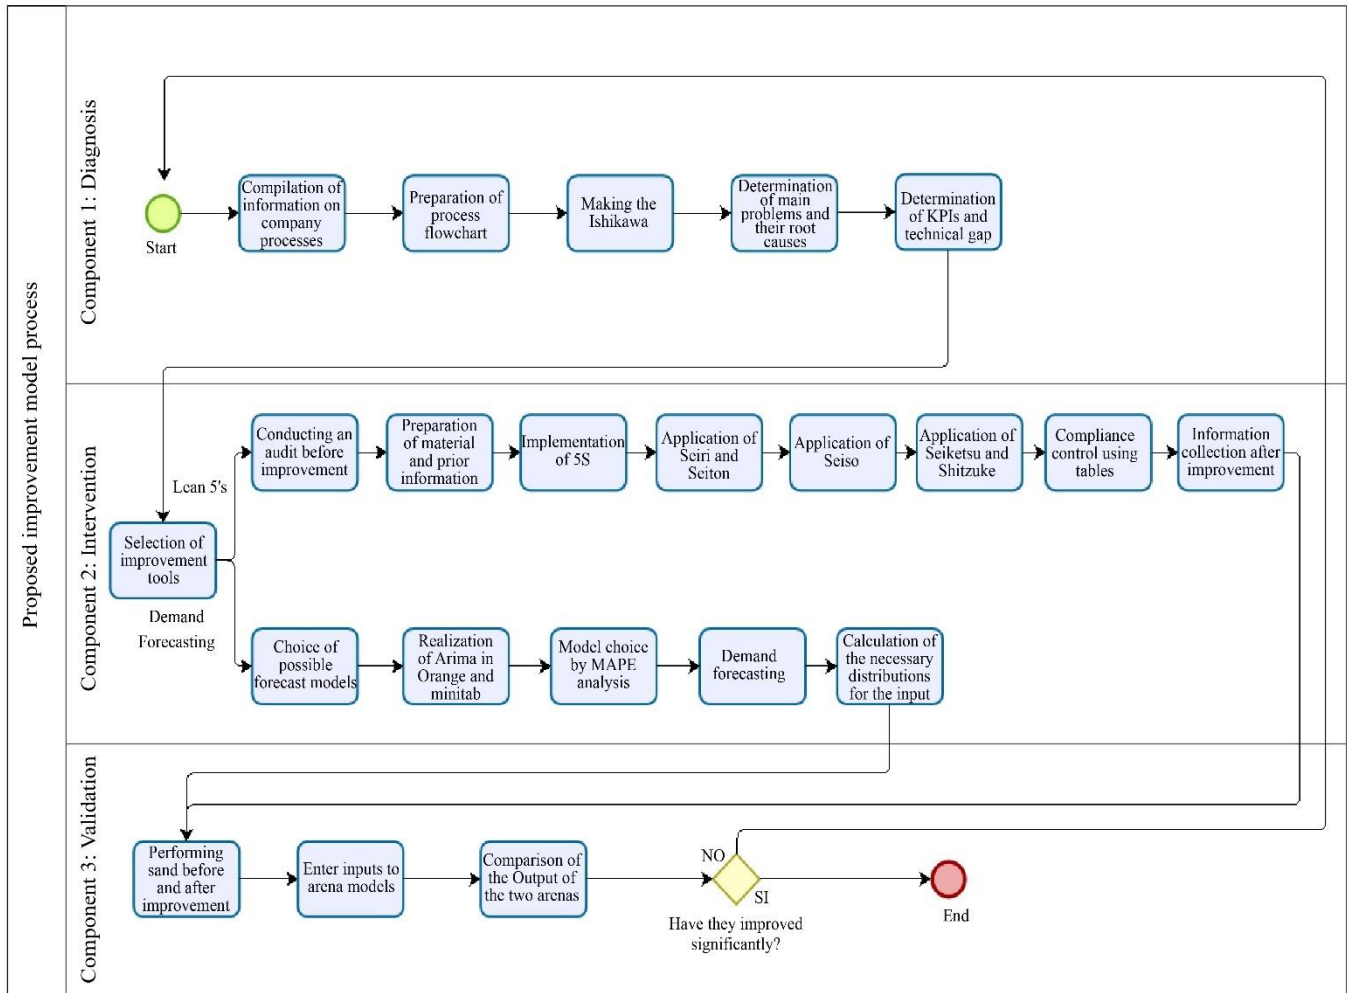 Proposed improvement model process
Component 1: Diagnosis
Start
Compilation of
information on
company
processes
Preparation of
process
flowchart
Making the
Ishikawa
Determination
of main
problems and
their root
causes
Determination
of KPIs and
technical gap
Component 2: Intervention
Selection of
improvement
tools
Lean 5's
Demand
Forecasting
Conducting an
audit before
improvement
Preparation
of material
and prior
information
Implementation
of 5S
Application of
Seiri and
Seiton
Application of
Seiso
Application of
Seiketsu and
Shitzuke
Compliance
control using
tables
Information
collection after
improvement
Choice of
possible
forecast models
Realization
of Arima in
Orange and
minitab
Model choice
by MAPE
analysis
Demand
forecasting
Calculation of
the necessary
distributions
for the input
Component 3: Validation
Performing
sand before
and after
improvement
Enter inputs to
arena models
Comparison of
the Output of
the two arenas
NO
SI
Have they improved
significantly?
End